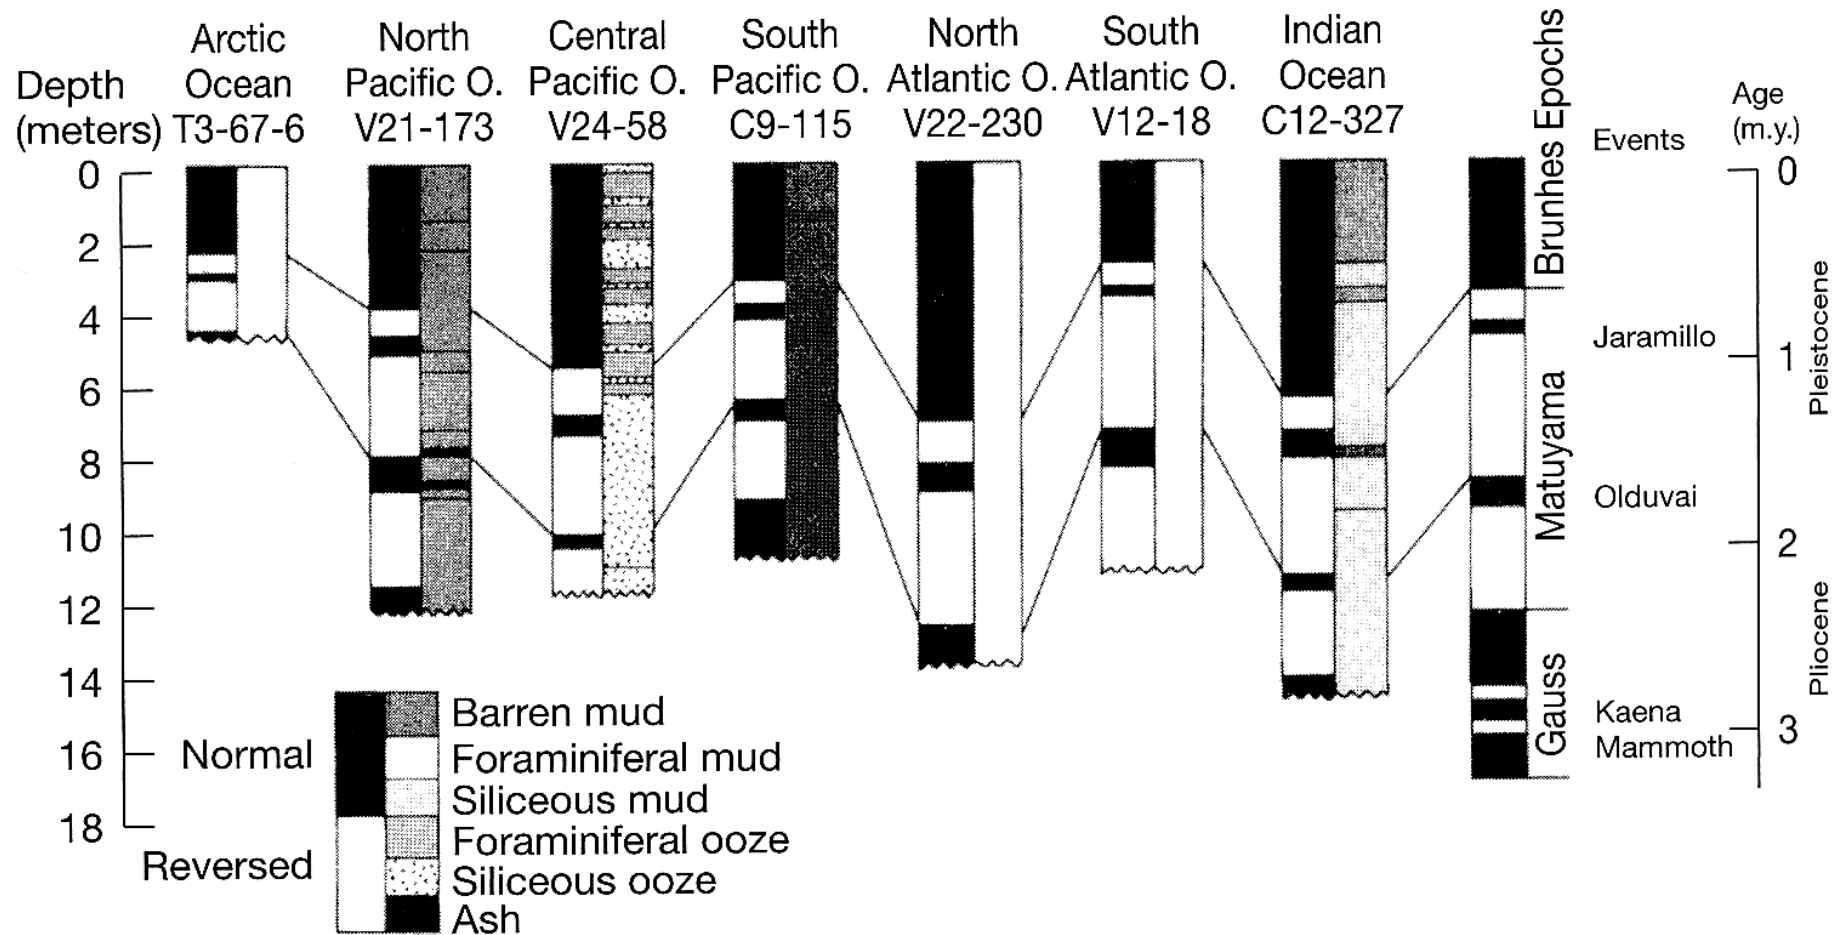 Depth
(meters)
Arctic
Ocean
T3-67-6
North
Pacific O.
V21-173
Central
Pacific O.
V24-58
South
Pacific O.
C9-115
North
Atlantic O.
V22-230
South
Atlantic O.
V12-18
Indian
Ocean
C12-327
Epochs
Events
Age
(m.y.)
0
2
4
6
8
10
12
14
16
18
Brunhes
Matuyama
Gauss
Jaramillo
Olduvai
Kaena
Mammoth
0
1
2
3
Pleistocene
Pliocene
Normal
Reversed
Barren mud
Foraminiferal mud
Siliceous mud
Foraminiferal ooze
Siliceous ooze
Ash